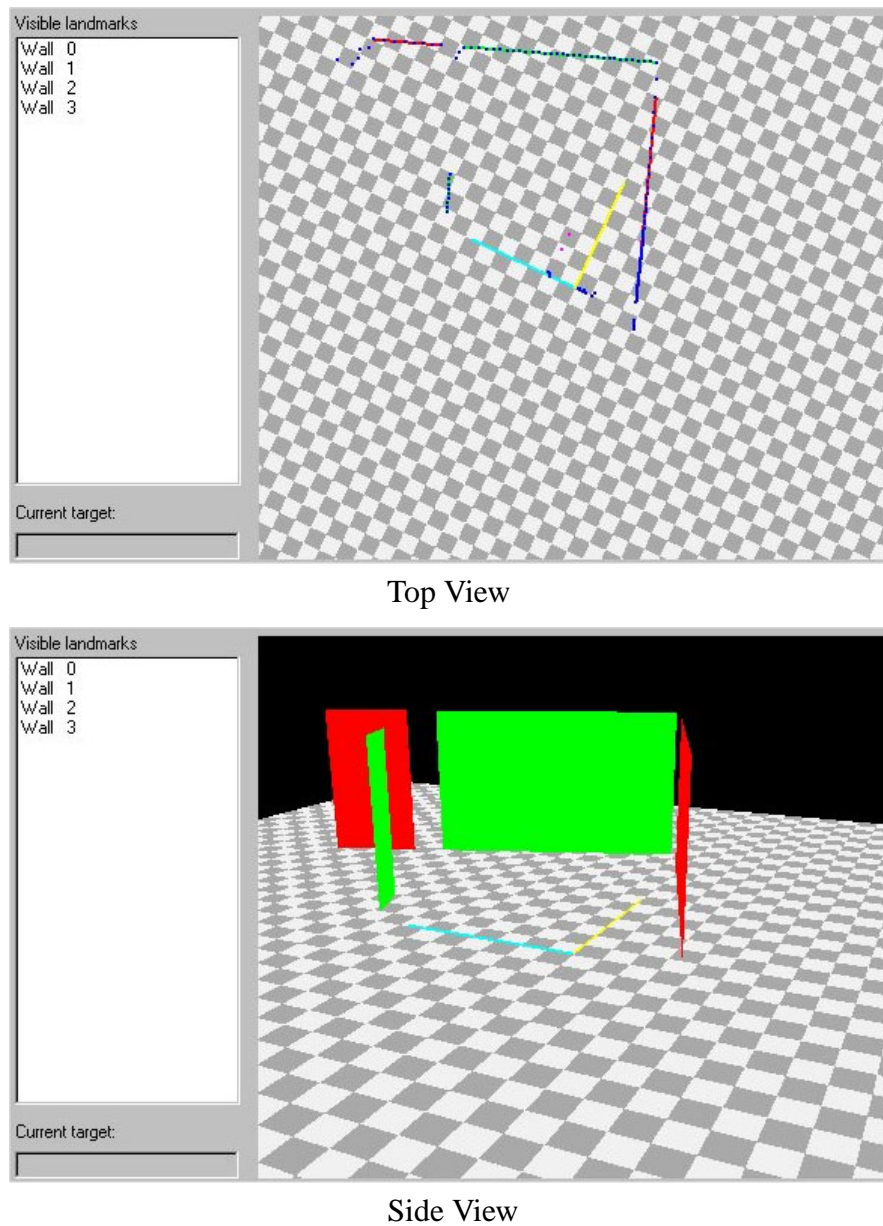 Visible landmarks
Wall 0
Wall 1
Wall 2
Wall 3
Current target:
Top View
Visible landmarks
Wall 0
Wall 1
Wall 2
Wall 3
Current target:
Side View